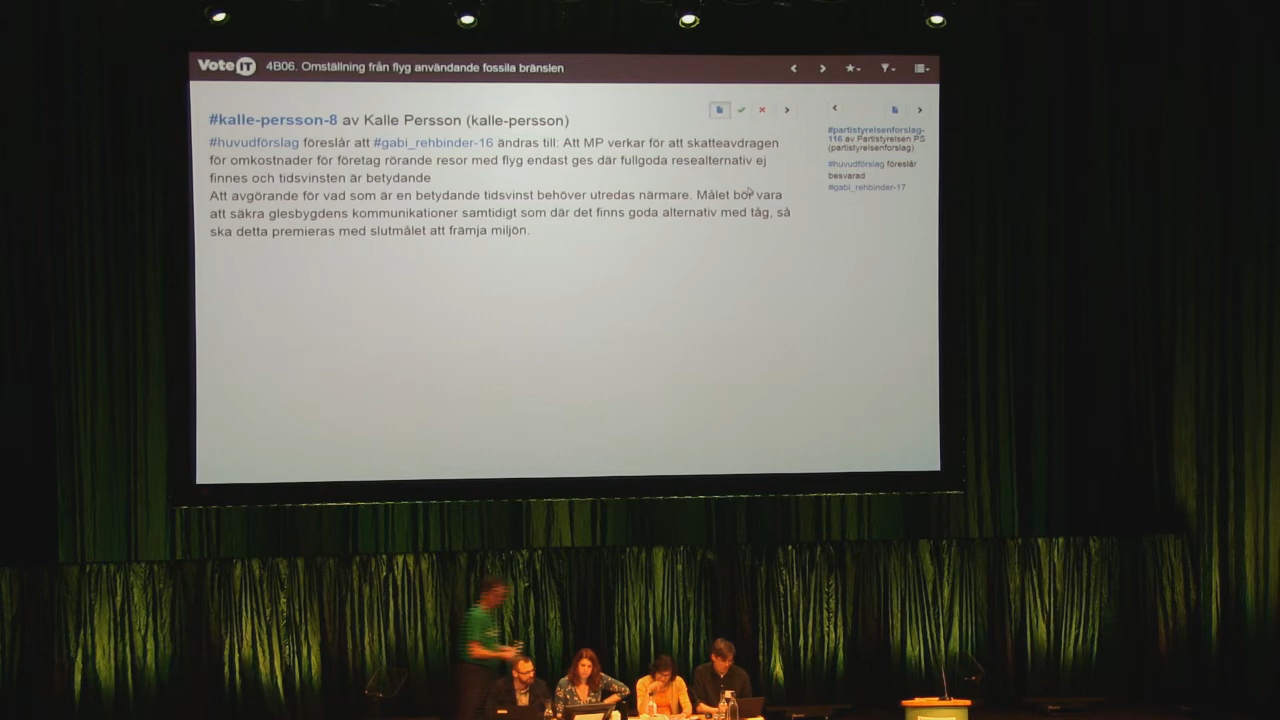 VoteIT 4B06. Omställning från flyg användande fossila bränslen
#kalle-persson-8 av Kalle Persson (kalle-persson)
#huvudförslag föreslår att #gabi_rehbinder-16 ändras till: Att MP verkar för att skatteavdragen
för omkostnader för företag rörande resor med flyg endast ges där fullgoda resealternativ ej
finnes och tidsvinsten är betydande
Att avgörande för vad som är en betydande tidsvinst behöver utredas närmare. Målet bör vara
att säkra glesbygdens kommunikationer samtidigt som där det finns goda alternativ med tåg, så
ska detta premieras med slutmålet att främja miljön.
#partistyrelsenforslag-
116 av Partistyrelsen PS
(partistyrelsenforslag)
#huvudförslag föreslår
besvarad
#gabi_rehbinder-17